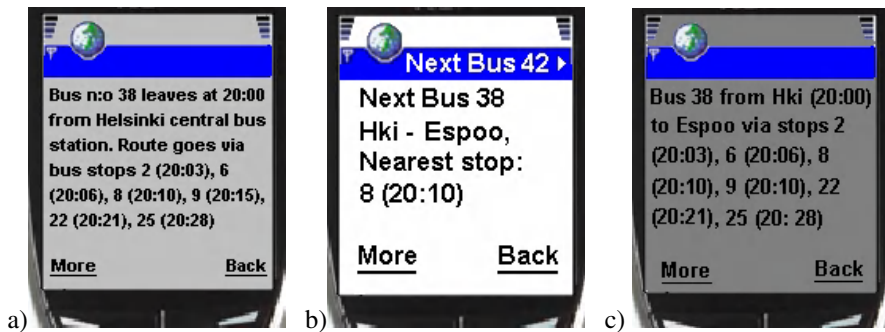 Bus n:o 38 leaves at 20:00
from Helsinki central bus
station. Route goes via
bus stops 2 (20:03), 6
(20:06), 8 (20:10), 9 (20:15),
22 (20:21), 25 (20:28)
More Back
a)
Next Bus 42
Next Bus 38
Hki - Espoo,
Nearest stop:
8 (20:10)
More Back
b)
Bus 38 from Hki (20:00)
to Espoo via stops 2
(20:03), 6 (20:06), 8
(20:10), 9 (20:10), 22
(20:21), 25 (20: 28)
More Back
c)